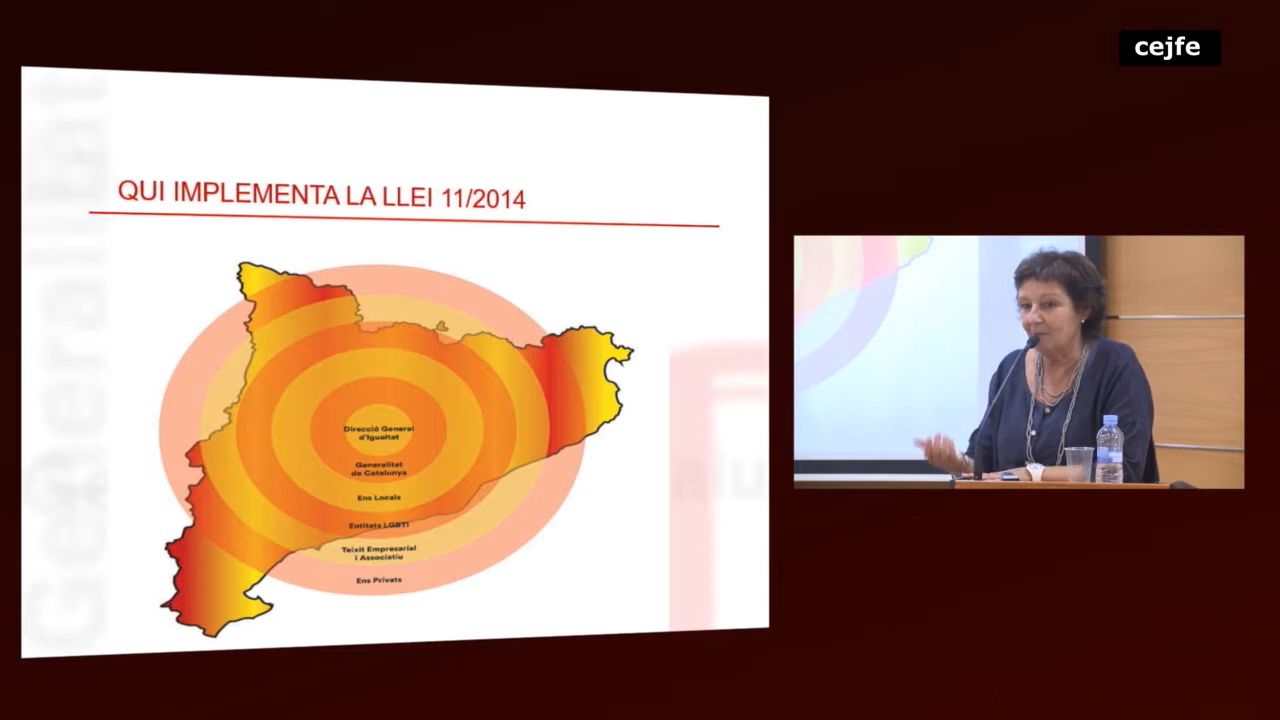 cejfe
QUI IMPLEMENTA LA LLEI 11/2014
Direcció General
d'Igualtat
Generalitat
de Catalunya
Ens Locals
Entitats LGBTI
Teixit Empresarial
i Associatiu
Ens Privats
Generalitat